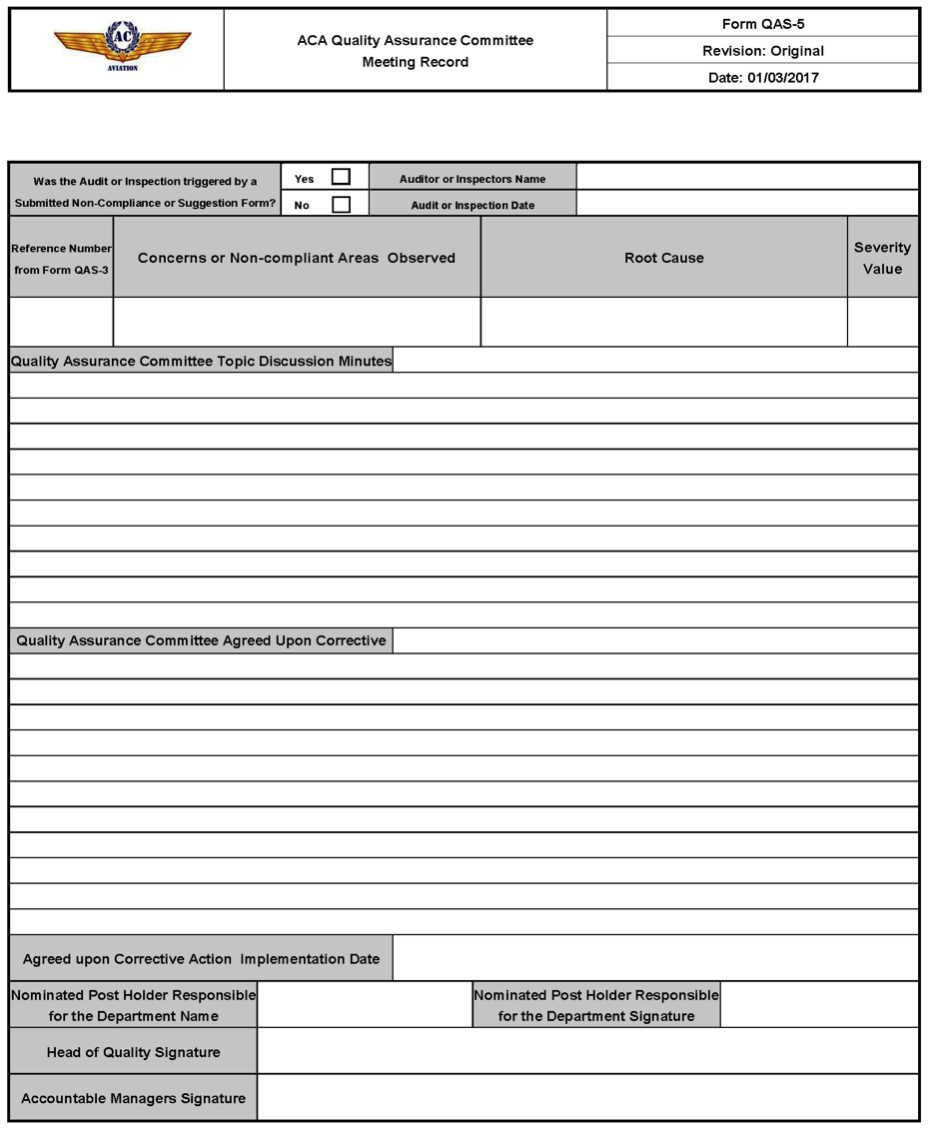 AC
AVIATION
ACA Quality Assurance Committee
Meeting Record
Form QAS-5
Revision: Original
Date: 01/03/2017
Was the Audit or Inspection triggered by a
Submitted Non-Compliance or Suggestion Form?
Yes
No
Auditor or Inspectors Name
Audit or Inspection Date
Reference Number
from Form QAS-3
Concerns or Non-compliant Areas Observed
Root Cause
Severity
Value
Quality Assurance Committee Topic Discussion Minutes
Quality Assurance Committee Agreed Upon Corrective
Agreed upon Corrective Action Implementation Date
Nominated Post Holder Responsible
for the Department Name
Nominated Post Holder Responsible
for the Department Signature
Head of Quality Signature
Accountable Managers Signature